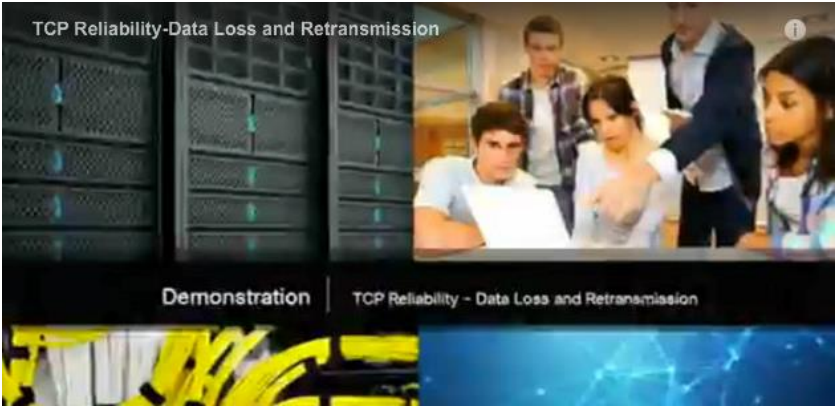 TCP Reliability-Data Loss and Retransmission
Demonstration
TCP Reliability - Data Loss and Retransmission